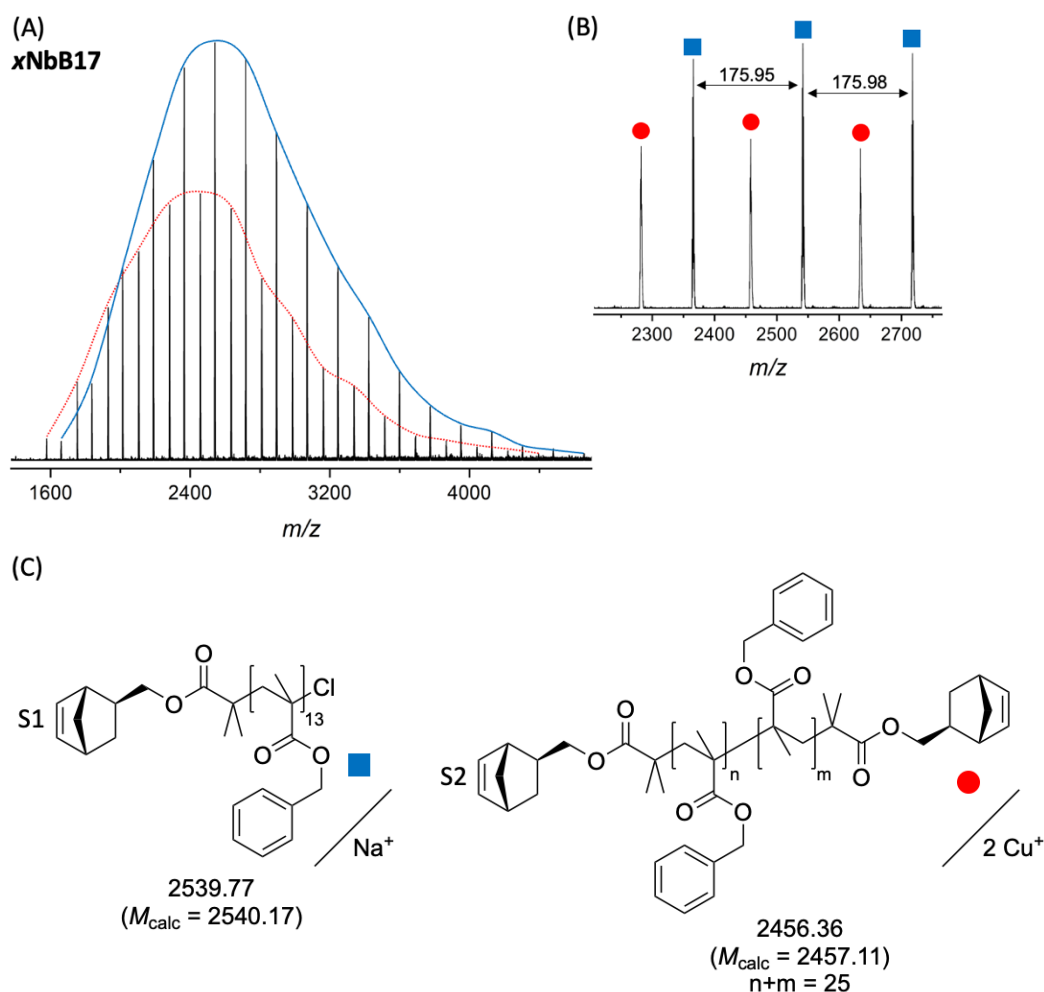 (A)
xNbB17
1600 2400 3200 4000
m/z
(B)
175.95 175.98
2300 2400 2500 2600 2700
m/z
(C)
S1
O
O
Cl
13
O
O
Na⁺
2539.77
(Mcalc = 2540.17)
S2
O
O
O
O
n
m
O
O
O
O
2 Cu⁺
2456.36
(Mcalc = 2457.11)
n+m = 25